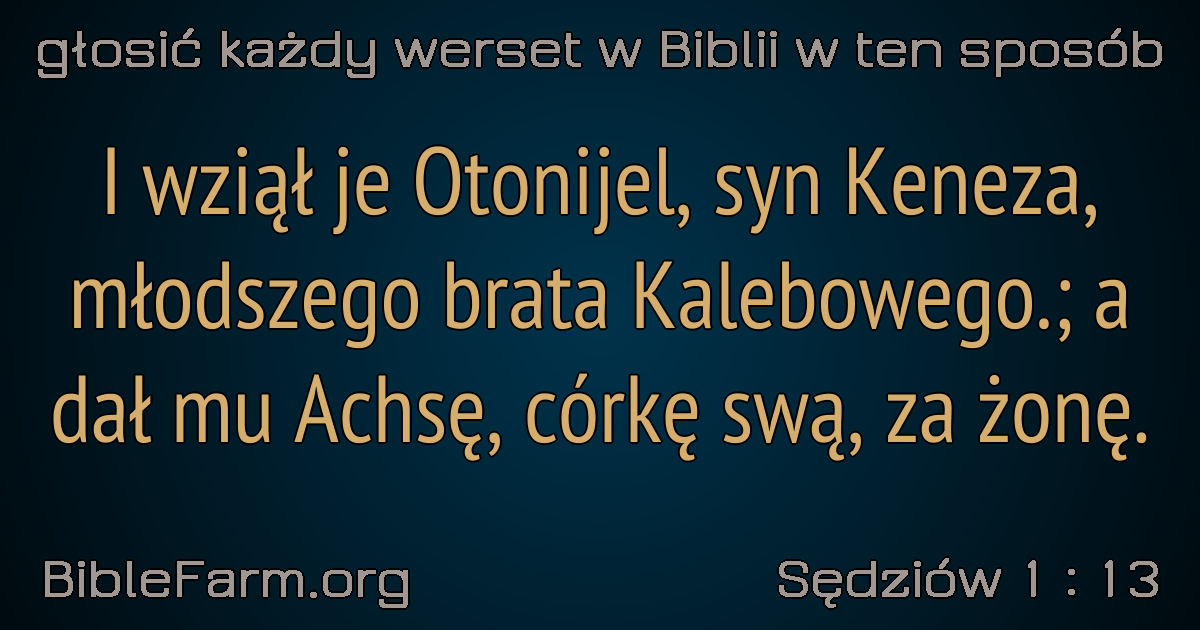 głosić każdy werset w Biblii w ten sposób
I wziął je Otonijel, syn Keneza,
młodszego brata Kalebowego.; a
dał mu Achsę, córkę swą, za żonę.
BibleFarm.org
Sędziów 1 : 13